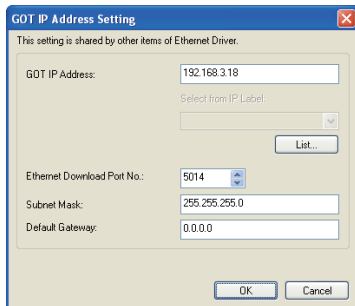 GOT IP Address Setting
This setting is shared by other items of Ethernet Driver.
GOT IP Address: 192.168.3.18
Select from IP Label:
List...
Ethernet Download Port No.: 5014
Subnet Mask: 255.255.255.0
Default Gateway: 0.0.0.0
OK Cancel